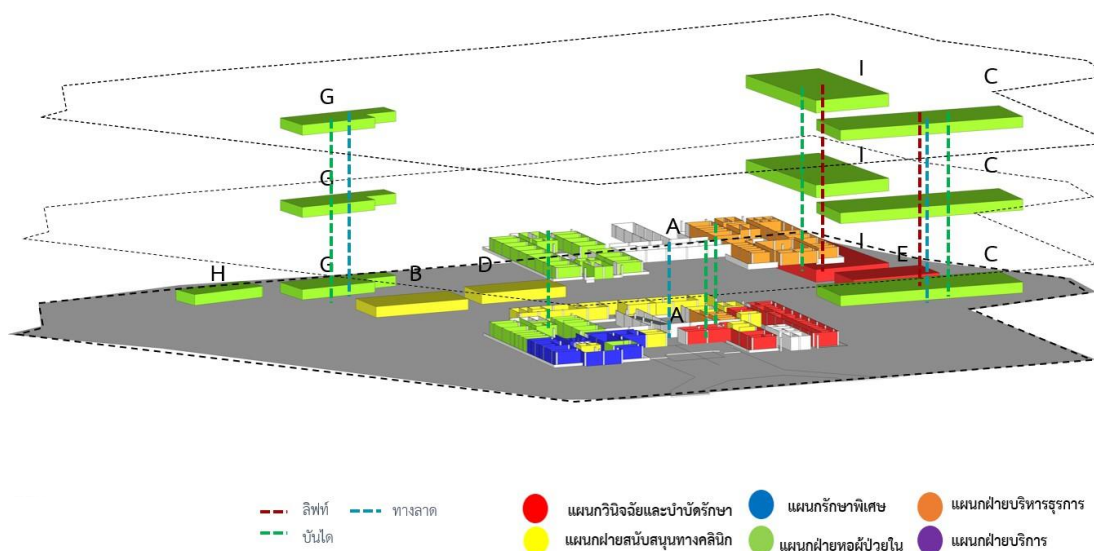 I
C
G
I
C
G
A
I
E
C
H
G
B
D
A
ลิฟท์
ทางลาด
บันได
แผนกวินิจฉัยและบำบัดรักษา
แผนกรักษาพิเศษ
แผนกฝ่ายบริหารธุรการ
แผนกฝ่ายสนับสนุนทางคลินิก
แผนกฝ่ายหอผู้ป่วยใน
แผนกฝ่ายบริการ